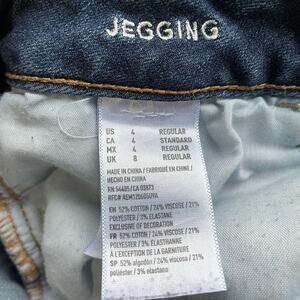 JEGGING
US 4 REGULAR
CA 4 STANDARD
MX 4 REGULAR
UK 8 REGULAR
MADE IN CHINA / FABRIQUÉ EN CHINE /
HECHO EN CHINA
RN 54485/CA 03873
EN 52% COTTON / 24% VISCOSE / 21%
POLYESTER / 3% ELASTANE
EXCLUSIVE OF DECORATION
FR 52% COTON / 24% VISCOSE / 21%
POLYESTER / 3% ÉLASTHANNE
À L'EXCEPTION DE LA GARNITURE
SP 52% algodón / 24% viscosa / 21%
poliéster / 3% elastano